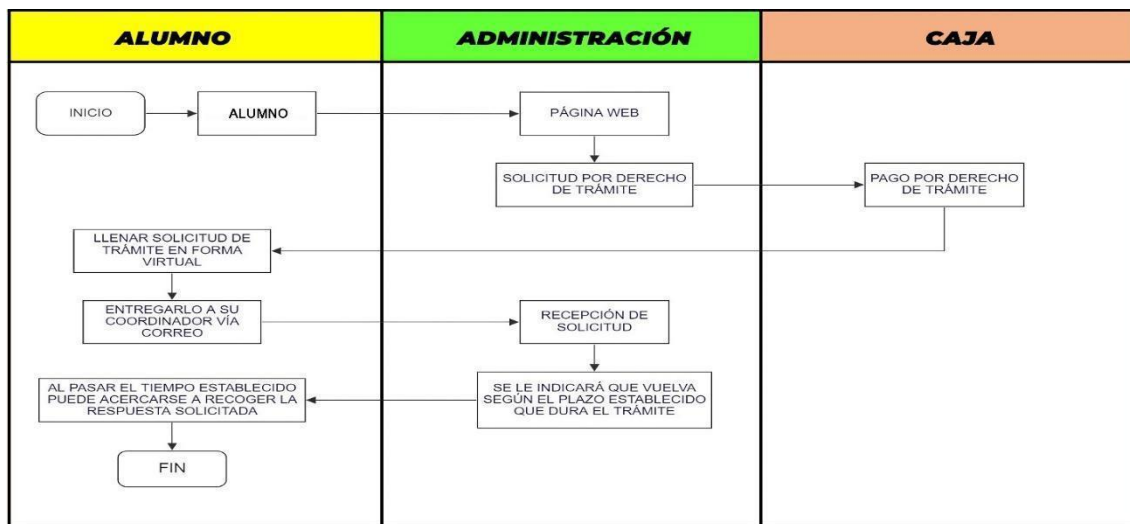 ALUMNO
ADMINISTRACIÓN
CAJA
INICIO
ALUMNO
PÁGINA WEB
SOLICITUD POR DERECHO
DE TRÁMITE
PAGO POR DERECHO
DE TRÁMITE
LLENAR SOLICITUD DE
TRÁMITE EN FORMA
VIRTUAL
ENTREGARLO A SU
COORDINADOR VÍA
CORREO
RECEPCIÓN DE
SOLICITUD
SE LE INDICARÁ QUE VUELVA
SEGÚN EL PLAZO ESTABLECIDO
QUE DURA EL TRÁMITE
AL PASAR EL TIEMPO ESTABLECIDO
PUEDE ACERCARSE A RECOGER LA
RESPUESTA SOLICITADA
FIN